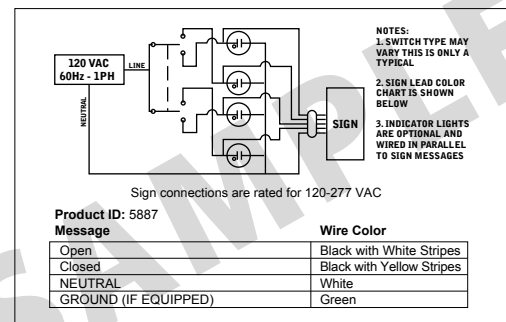 NOTES:
1. SWITCH TYPE MAY
VARY THIS IS ONLY A
TYPICAL
2. SIGN LEAD COLOR
CHART IS SHOWN
BELOW
3. INDICATOR LIGHTS
ARE OPTIONAL AND
WIRED IN PARALLEL
TO SIGN MESSAGES
120 VAC
60Hz - 1PH
LINE
NEUTRAL
SIGN
Sign connections are rated for 120-277 VAC
Product ID: 5887
Message Wire Color
Open Black with White Stripes
Closed Black with Yellow Stripes
NEUTRAL White
GROUND (IF EQUIPPED) Green
SAMPLE